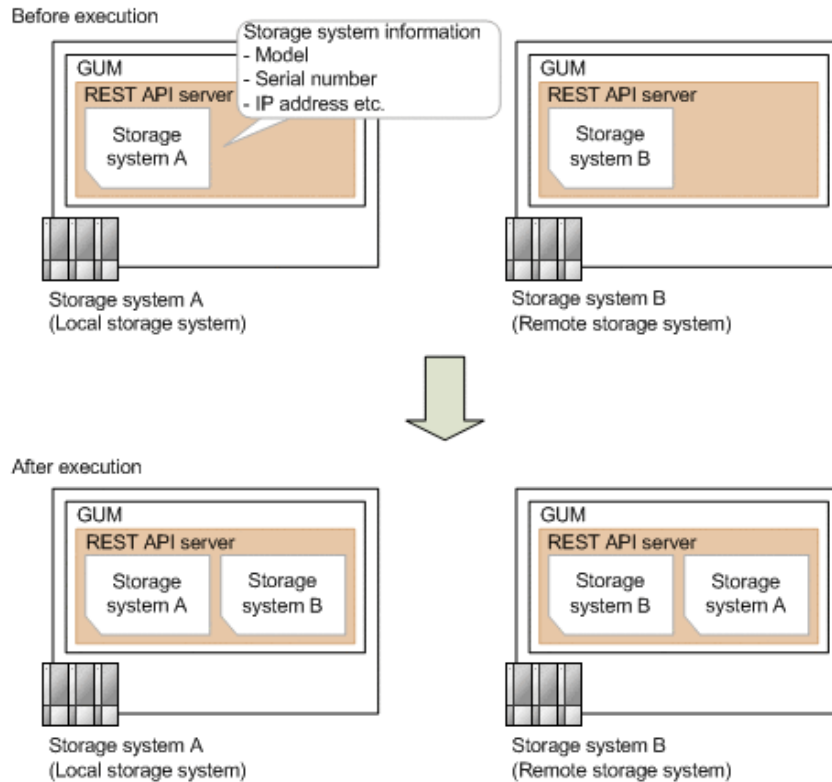 Before execution
Storage system information
- Model
- Serial number
- IP address etc.
GUM
REST API server
Storage
system A
Storage system A
(Local storage system)
GUM
REST API server
Storage
system B
Storage system B
(Remote storage system)
After execution
GUM
REST API server
Storage
system A
Storage
system B
Storage system A
(Local storage system)
GUM
REST API server
Storage
system B
Storage
system A
Storage system B
(Remote storage system)